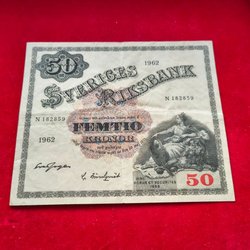 50
1962
SVERIGES
RIKSBANK
N 182859
N 182859
FEMTIO
1962
KRONOR
50